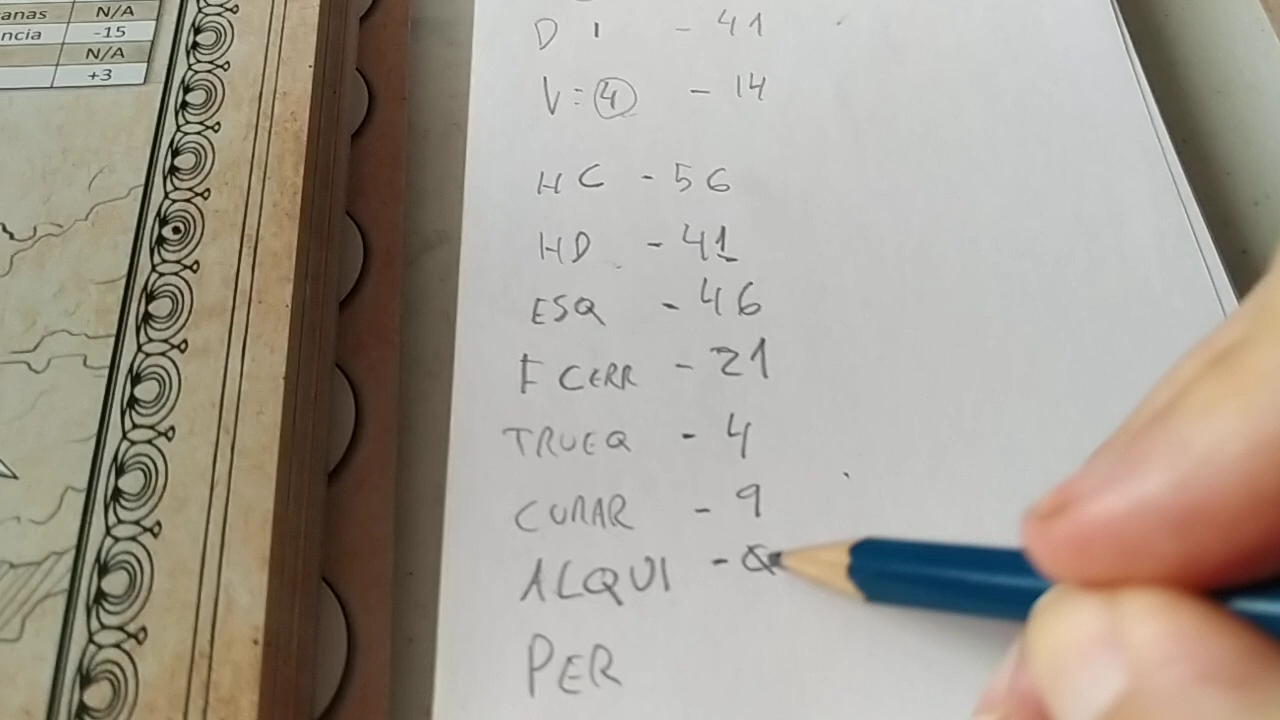 anas N/A
ncia -15
N/A
+3
D 1 - 41
V=4 - 14
HC - 56
HD - 41
ESQ - 46
F CERR - 21
TRUEQ - 4
CURAR - 9
ALQUI -
PER